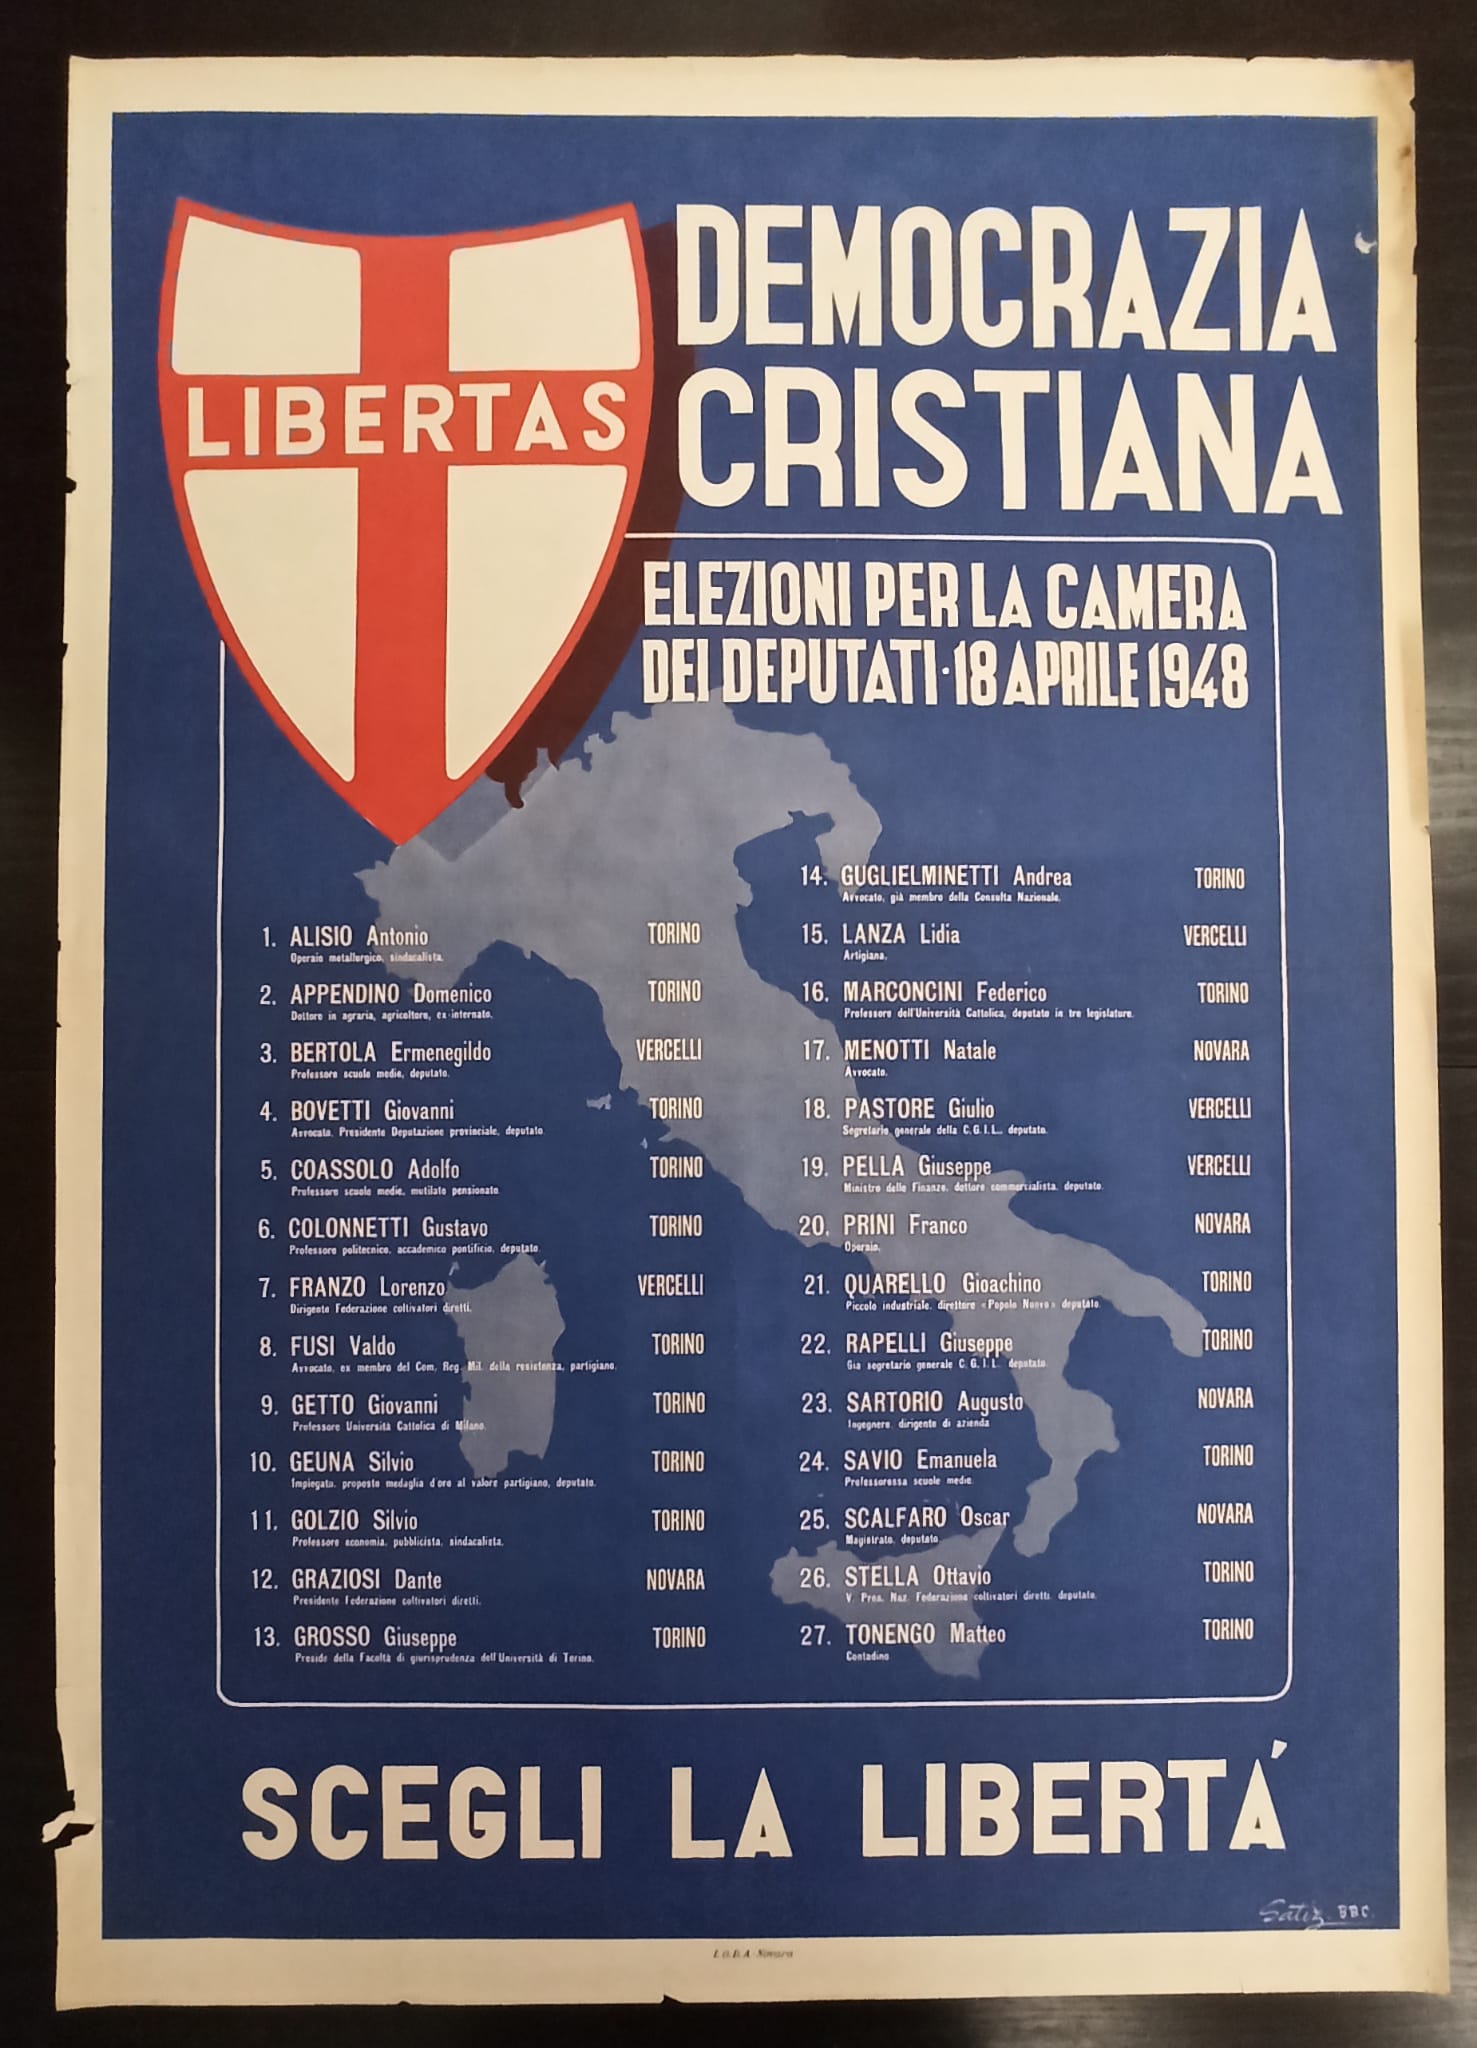 LIBERTAS
DEMOCRAZIA
CRISTIANA
ELEZIONI PER LA CAMERA
DEI DEPUTATI · 18 APRILE 1948
1. ALISIO Antonio TORINO
Operaio metallurgico, sindacalista.
2. APPENDINO Domenico TORINO
Dottore in agraria, agricoltore, ex-internato.
3. BERTOLA Ermenegildo VERCELLI
Professore scuole medie, deputato.
4. BOVETTI Giovanni TORINO
Avvocato, Presidente Deputazione provinciale, deputato.
5. COASSOLO Adolfo TORINO
Professore scuole medie, mutilato pensionato.
6. COLONNETTI Gustavo TORINO
Professore politecnico, accademico pontificio, deputato.
7. FRANZO Lorenzo VERCELLI
Dirigente Federazione coltivatori diretti.
8. FUSI Valdo TORINO
Avvocato, ex membro del Com. Reg. Mil. della resistenza, partigiano.
9. GETTO Giovanni TORINO
Professore Università Cattolica di Milano.
10. GEUNA Silvio TORINO
Impiegato, proposto medaglia d'oro al valore partigiano, deputato.
11. GOLZIO Silvio TORINO
Professore economia, pubblicista, sindacalista.
12. GRAZIOSI Dante NOVARA
Presidente Federazione coltivatori diretti.
13. GROSSO Giuseppe TORINO
Preside della Facoltà di giurisprudenza dell'Università di Torino.
14. GUGLIELMINETTI Andrea TORINO
Avvocato, già membro della Consulta Nazionale.
15. LANZA Lidia VERCELLI
Artigiana.
16. MARCONCINI Federico TORINO
Professore dell'Università Cattolica, deputato in tre legislature.
17. MENOTTI Natale NOVARA
Avvocato.
18. PASTORE Giulio VERCELLI
Segretario generale della C.G.I.L., deputato.
19. PELLA Giuseppe VERCELLI
Ministro delle Finanze, dottore commercialista, deputato.
20. PRINI Franco NOVARA
Operaio.
21. QUARELLO Gioachino TORINO
Piccolo industriale, direttore «Popolo Nuovo» deputato.
22. RAPELLI Giuseppe TORINO
Già segretario generale C.G.I.L. deputato.
23. SARTORIO Augusto NOVARA
Ingegnere, dirigente di azienda
24. SAVIO Emanuela TORINO
Professoressa scuole medie.
25. SCALFARO Oscar NOVARA
Magistrato, deputato
26. STELLA Ottavio TORINO
V. Pres. Naz. Federazione coltivatori diretti, deputato.
27. TONENGO Matteo TORINO
Contadino
SCEGLI LA LIBERTÁ
Satiz. BBC.
I.G.D.A. Novara